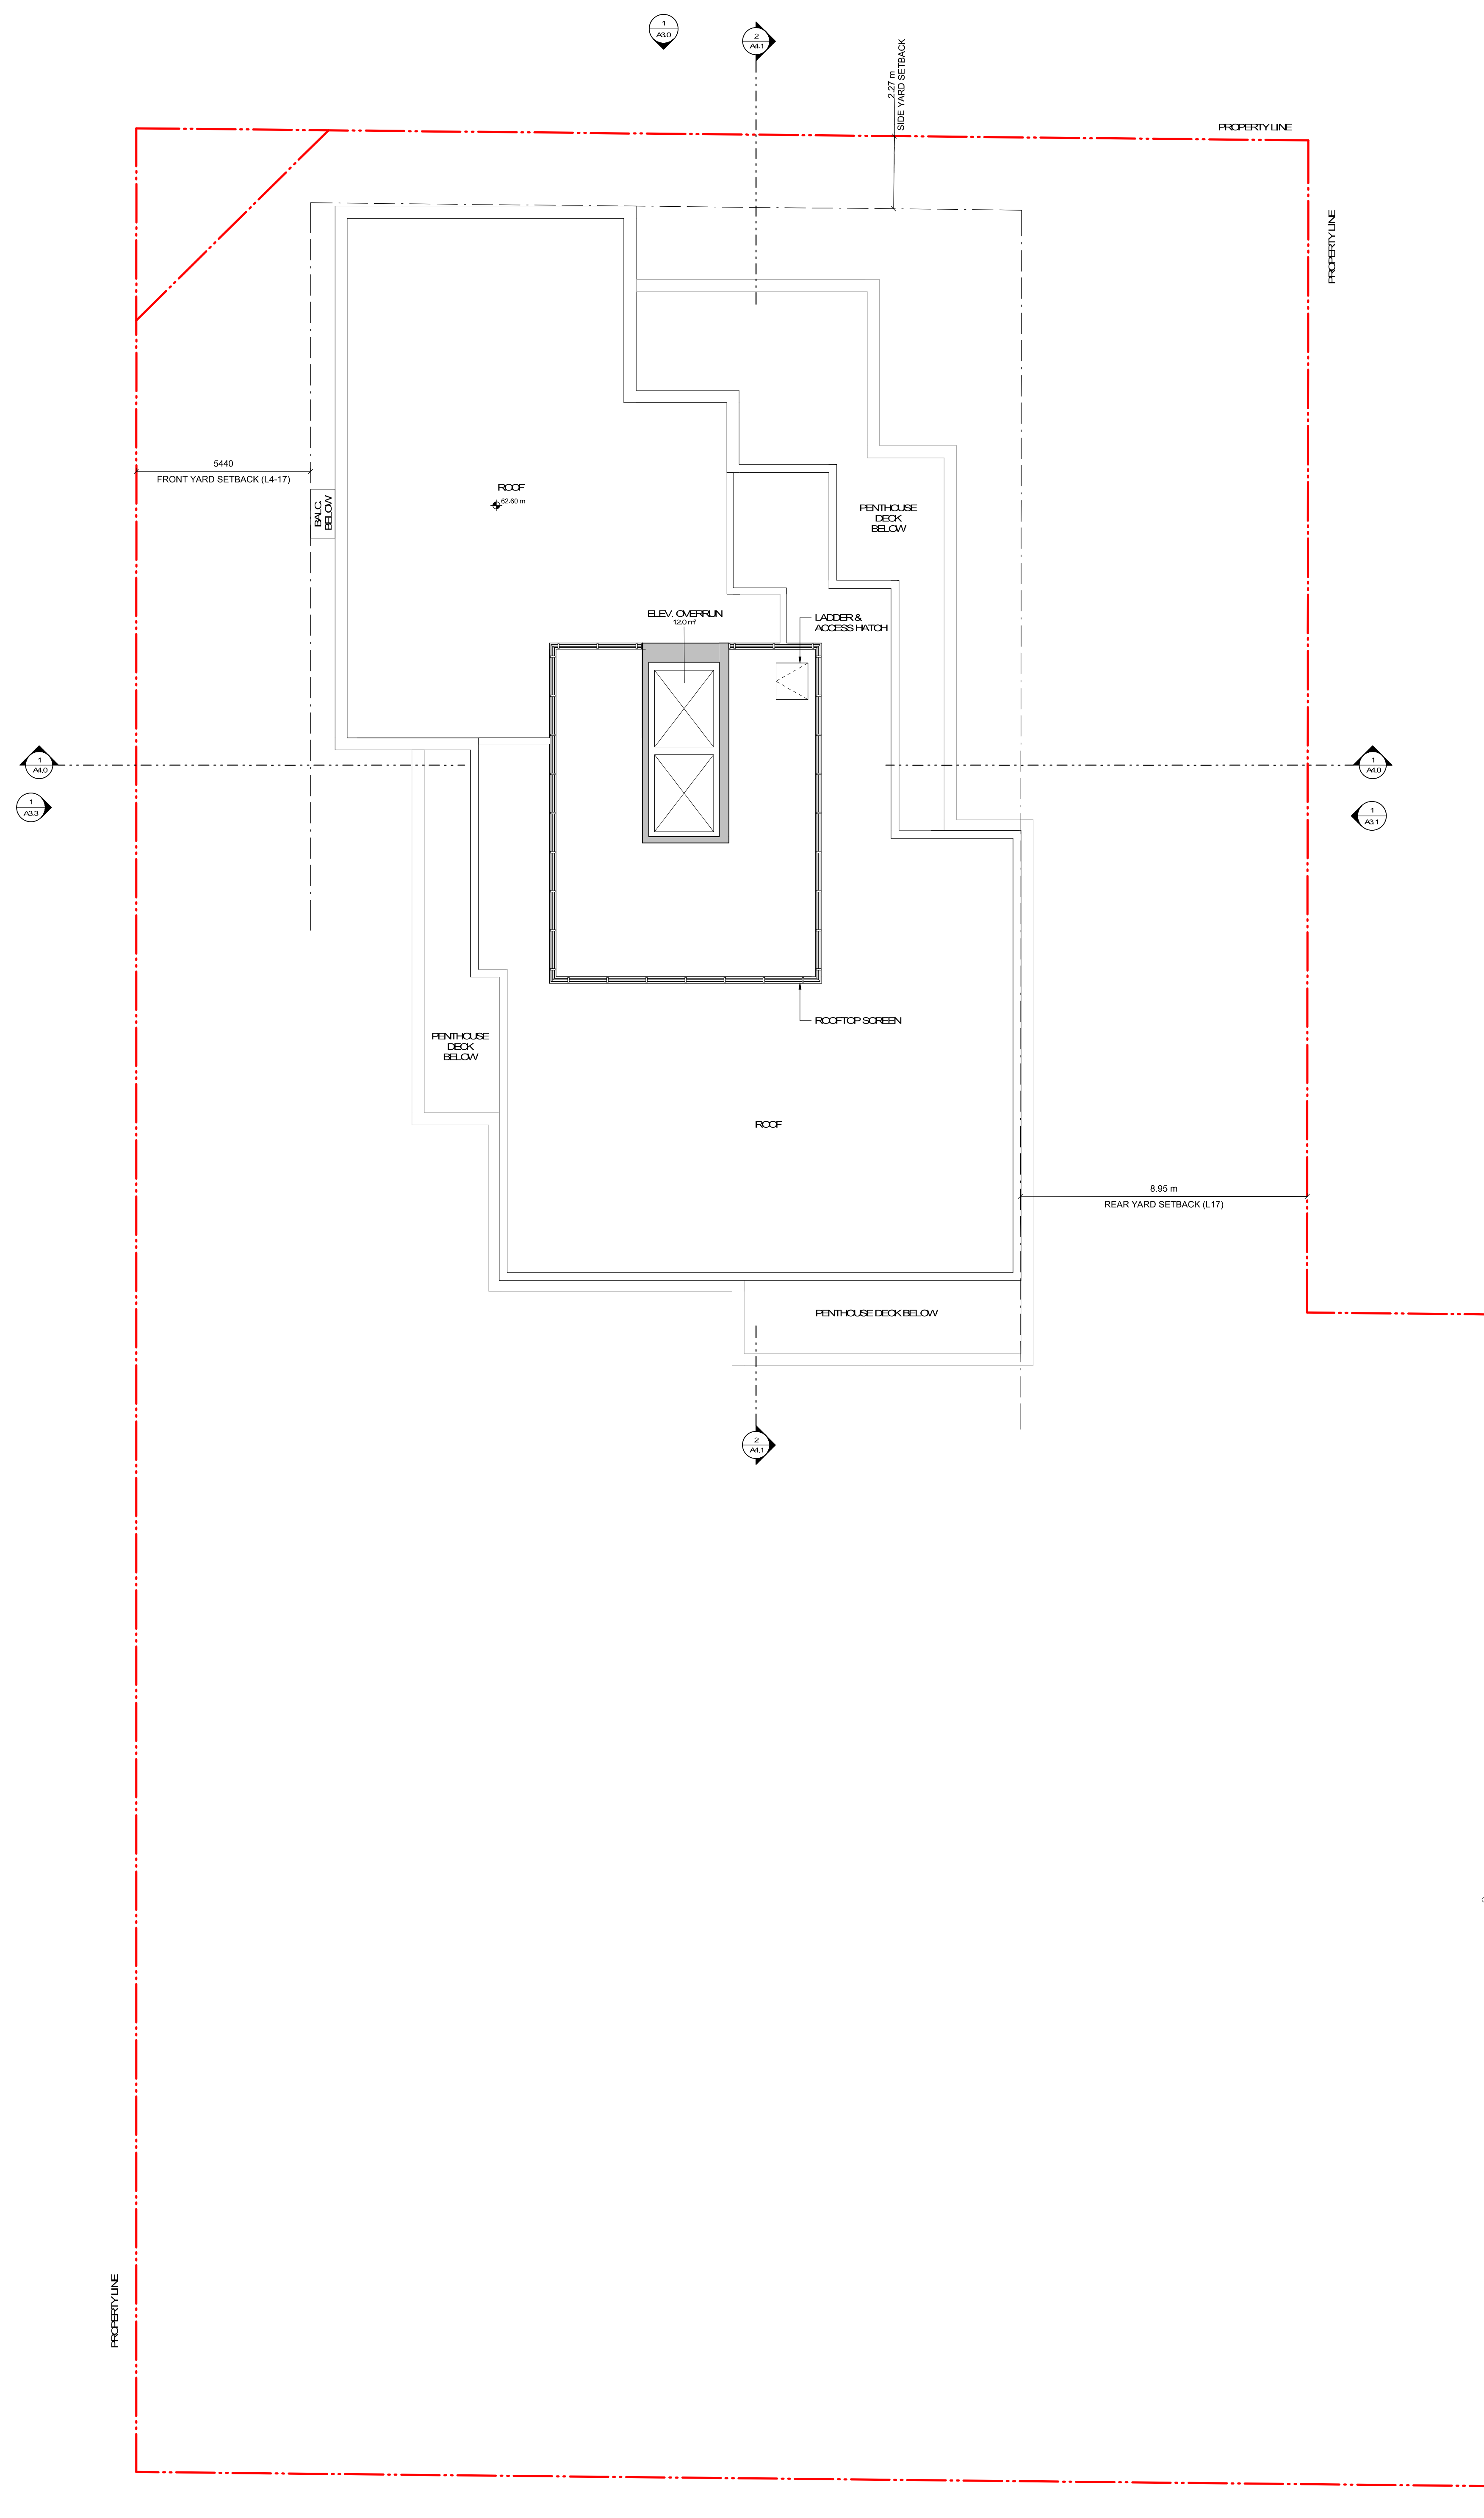 1
A3.0
2
A4.1
2.27 m
SIDE YARD SETBACK
PROPERTY LINE
PROPERTY LINE
5440
FRONT YARD SETBACK (L4-17)
BALC.
BELOW
ROOF
62.60 m
PENTHOUSE
DECK
BELOW
ELEV. OVERRUN
12.0 m²
LADDER &
ACCESS HATCH
1
A4.0
1
A4.0
1
A3.3
1
A3.1
ROOFTOP SCREEN
PENTHOUSE
DECK
BELOW
ROOF
8.95 m
REAR YARD SETBACK (L17)
PENTHOUSE DECK BELOW
2
A4.1
PROPERTY LINE